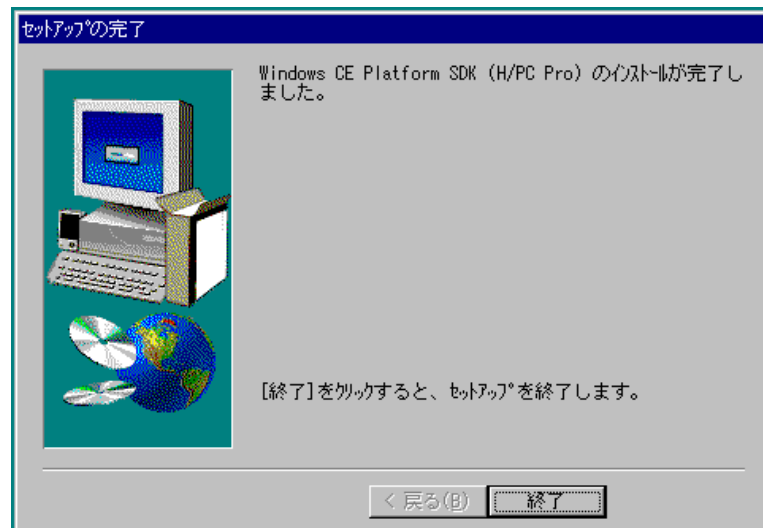 ｾｯﾄｱｯﾌﾟの完了
Windows CE Platform SDK (H/PC Pro) のｲﾝｽﾄｰﾙが完了し
ました。
[終了]をｸﾘｯｸすると、ｾｯﾄｱｯﾌﾟを終了します。
< 戻る(B)
終了